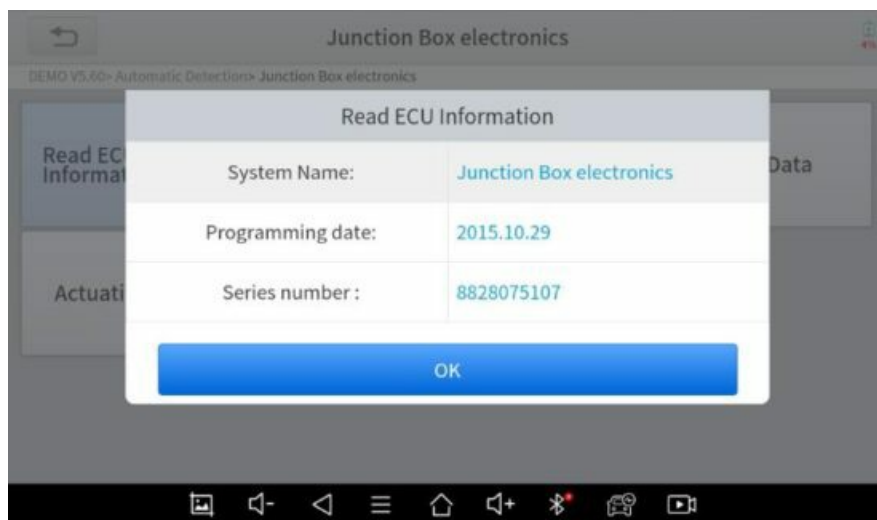 Junction Box electronics
4%
DEMO V5.60> Automatic Detection> Junction Box electronics
Read ECU Information
Read EC
Informat
Data
System Name: Junction Box electronics
Programming date: 2015.10.29
Actuati
Series number : 8828075107
OK